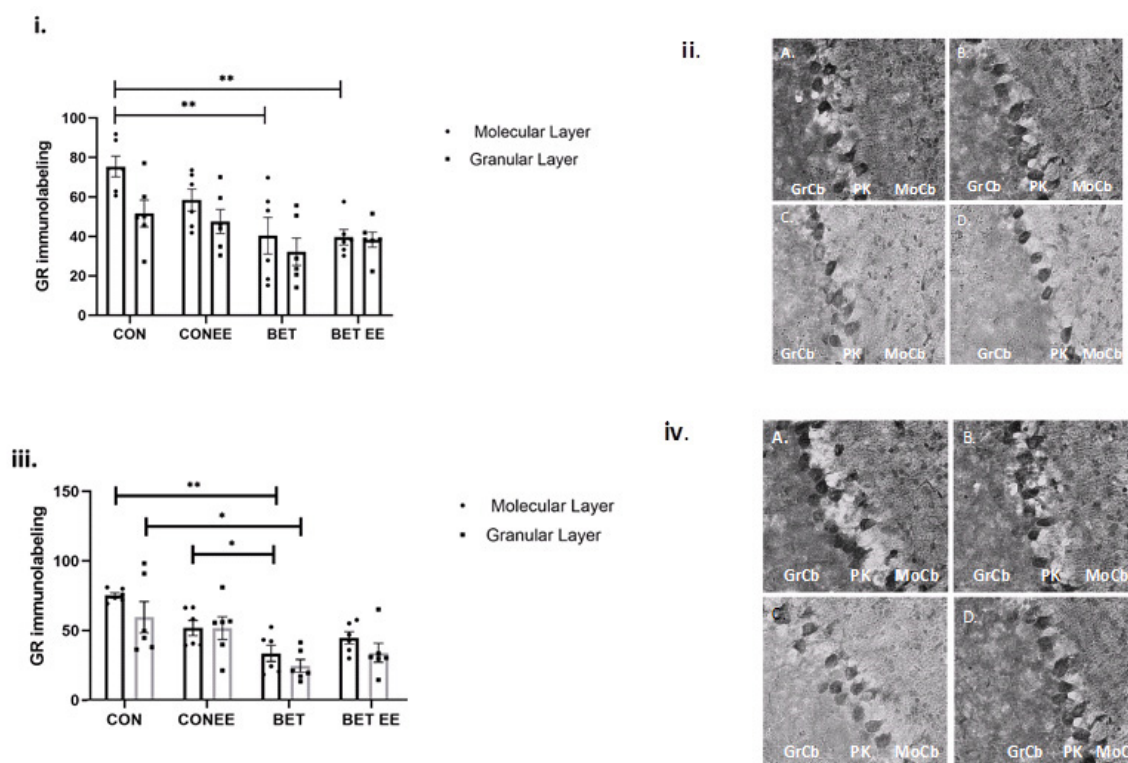 i.
**
**
100
80
60
40
20
0
GR immunolabeling
CON CONEE BET BET EE
Molecular Layer
Granular Layer
ii.
A. B.
GrCb PK MoCb GrCb PK MoCb
C. D.
GrCb PK MoCb GrCb PK MoCb
iii.
**
*
*
150
100
50
0
GR immunolabeling
CON CONEE BET BET EE
Molecular Layer
Granular Layer
iv.
A. B.
GrCb PK MoCb GrCb PK MoCb
C. D.
GrCb PK MoCb GrCb PK MoC